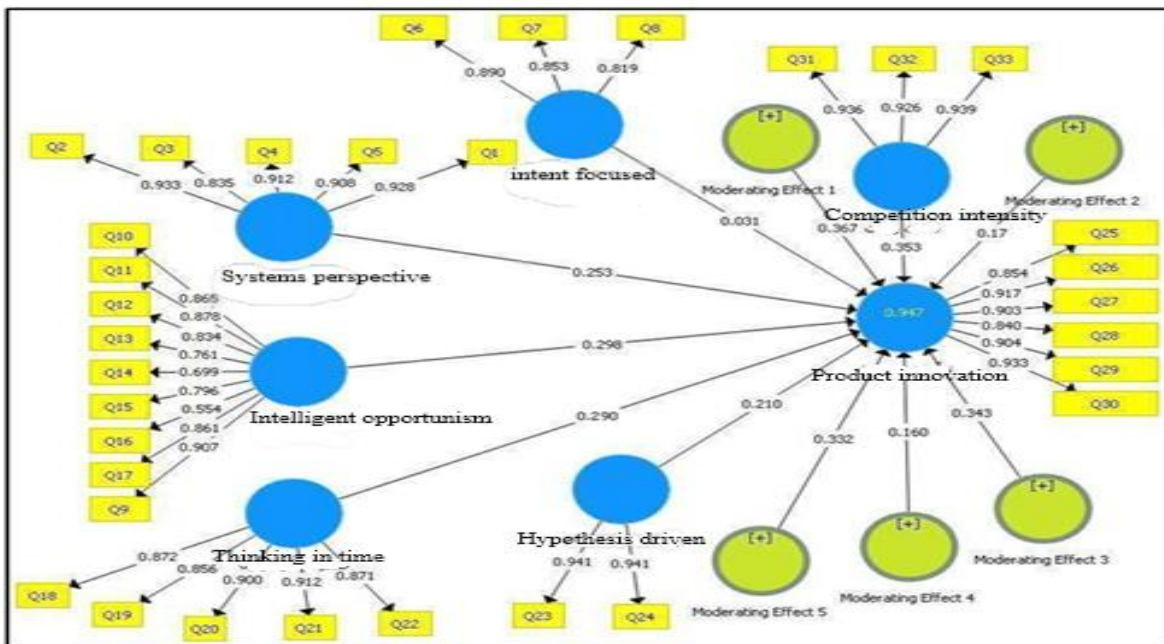 Q6 Q7 Q8
0.890 0.853 0.819
intent focused
Q31 Q32 Q33
0.936 0.926 0.939
[+]
Moderating Effect 1
[+]
Moderating Effect 2
Competition intensity
Q2 Q3 Q4 Q5 Q1
0.933 0.835 0.912 0.908 0.928
Systems perspective
0.031
0.367
0.353
0.17
0.253
Q10
Q11
Q12
Q13
Q14
Q15
Q16
Q17
Q9
0.865
0.878
0.834
0.761
0.699
0.796
0.554
0.861
0.907
Intelligent opportunism
0.298
0.947
Product innovation
Q25
Q26
Q27
Q28
Q29
Q30
0.854
0.917
0.903
0.840
0.904
0.933
0.290
0.210
0.332
0.160
0.343
Thinking in time
0.872 0.856 0.900 0.912 0.871
Q18 Q19 Q20 Q21 Q22
Hypothesis driven
0.941 0.941
Q23 Q24
[+]
Moderating Effect 5
[+]
Moderating Effect 4
[+]
Moderating Effect 3